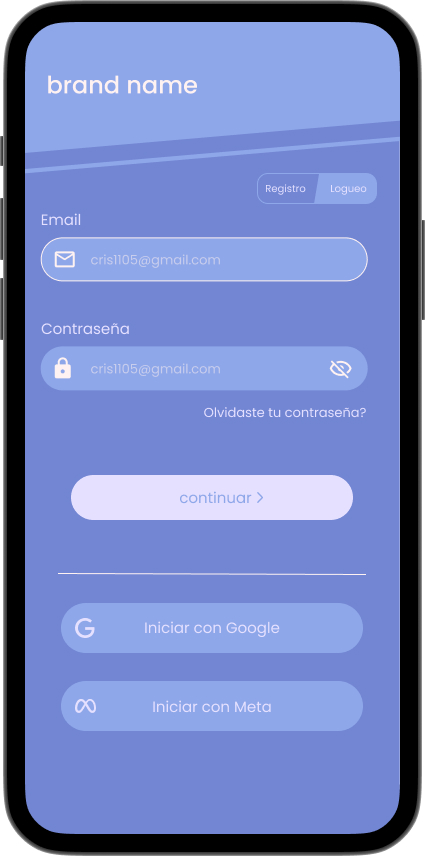 brand name
Registro Logueo
Email
cris1105@gmail.com
Contraseña
cris1105@gmail.com
Olvidaste tu contraseña?
continuar
Iniciar con Google
Iniciar con Meta